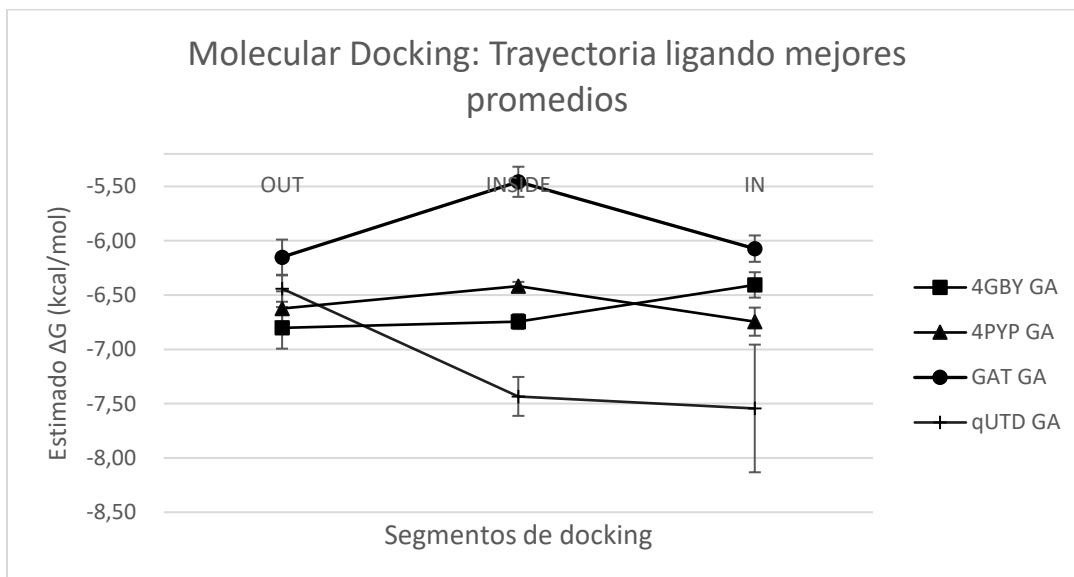 Molecular Docking: Trayectoria ligando mejores
promedios
Estimado ΔG (kcal/mol)
-5,50
-6,00
-6,50
-7,00
-7,50
-8,00
-8,50
OUT
INSIDE
IN
Segmentos de docking
4GBY GA
4PYP GA
GAT GA
qUTD GA